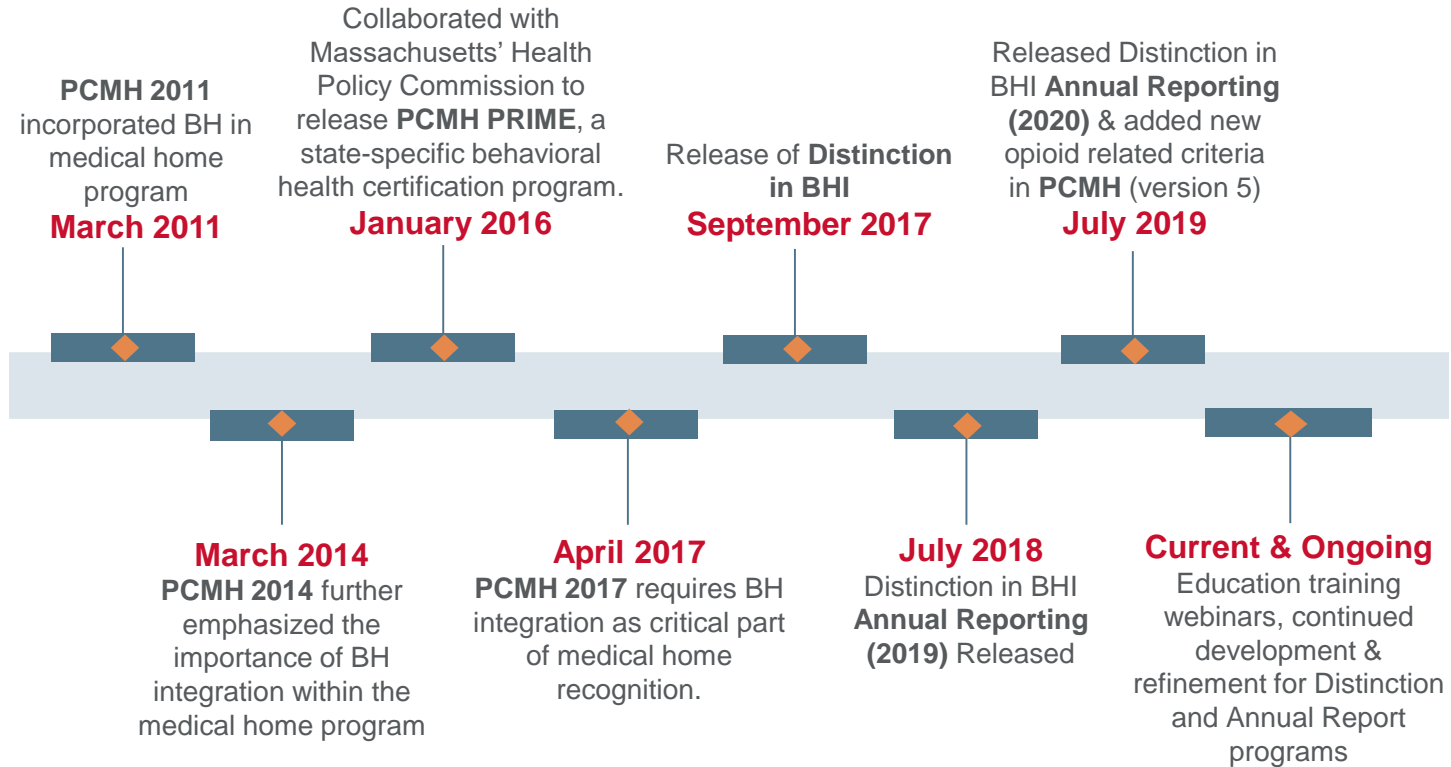 PCMH 2011
incorporated BH in
medical home
program
March 2011
Collaborated with
Massachusetts’ Health
Policy Commission to
release PCMH PRIME, a
state-specific behavioral
health certification program.
January 2016
Release of Distinction
in BHI
September 2017
Released Distinction in
BHI Annual Reporting
(2020) & added new
opioid related criteria
in PCMH (version 5)
July 2019
March 2014
PCMH 2014 further
emphasized the
importance of BH
integration within the
medical home program
April 2017
PCMH 2017 requires BH
integration as critical part
of medical home
recognition.
July 2018
Distinction in BHI
Annual Reporting
(2019) Released
Current & Ongoing
Education training
webinars, continued
development &
refinement for Distinction
and Annual Report
programs